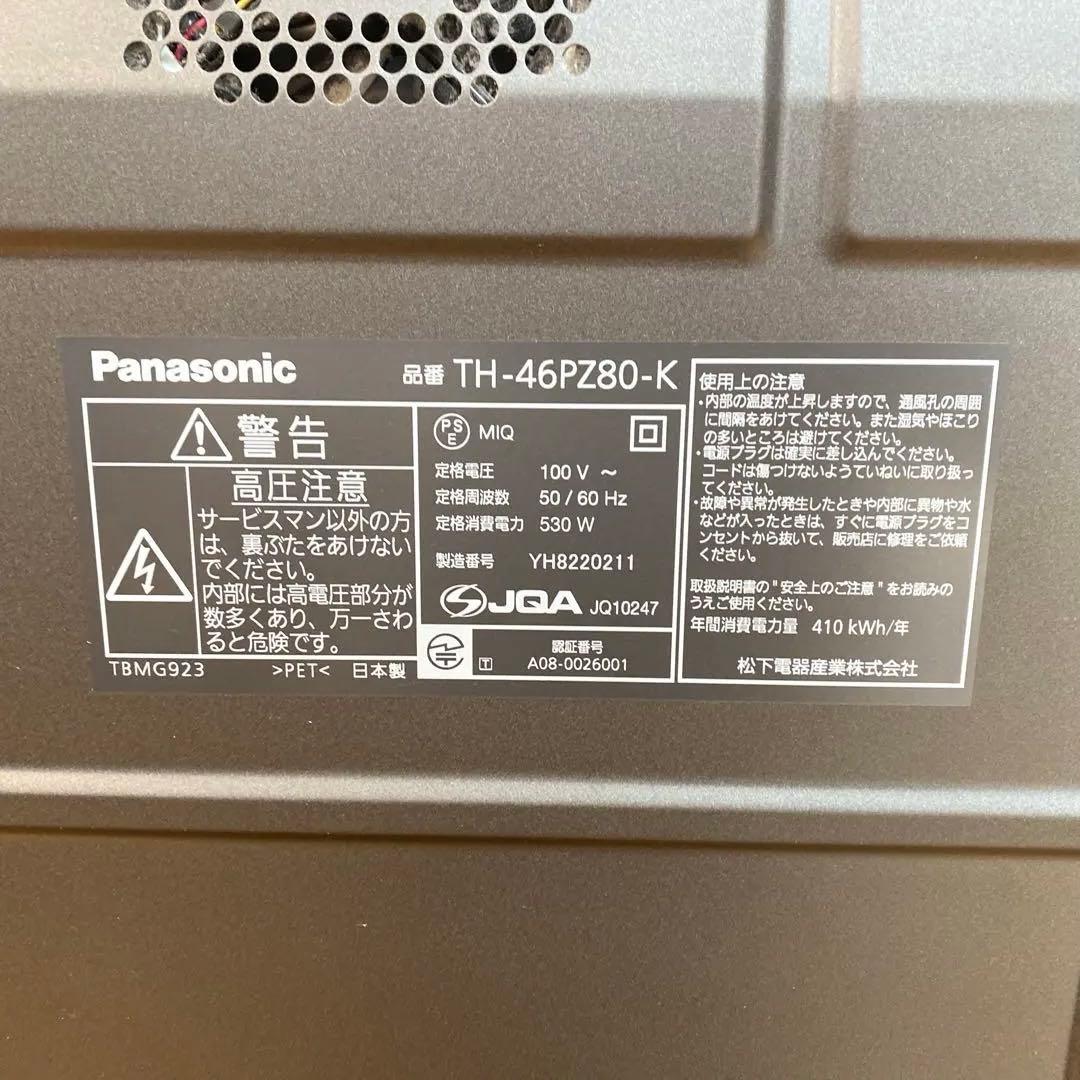 Panasonic 品番 TH-46PZ80-K
警告
高圧注意
サービスマン以外の方
は、裏ぶたをあけない
でください。
内部には高電圧部分が
数多くあり、万一さわ
ると危険です。
TBMG923 >PET< 日本製
PSE MIQ
定格電圧 100 V ～
定格周波数 50 / 60 Hz
定格消費電力 530 W
製造番号 YH8220211
JQA JQ10247
T 認証番号
A08-0026001
使用上の注意
・内部の温度が上昇しますので、通風孔の周囲
に間隔をあけてください。また湿気やほこり
の多いところは避けてください。
・電源プラグは確実に差し込んでください。
コードは傷つけないようていねいに取り扱っ
てください。
・故障や異常が発生したときや内部に異物や水
などが入ったときは、すぐに電源プラグをコ
ンセントから抜いて、販売店に修理をご依頼
ください。
取扱説明書の"安全上のご注意"をお読みの
うえご使用ください。
年間消費電力量 410 kWh/年
松下電器産業株式会社